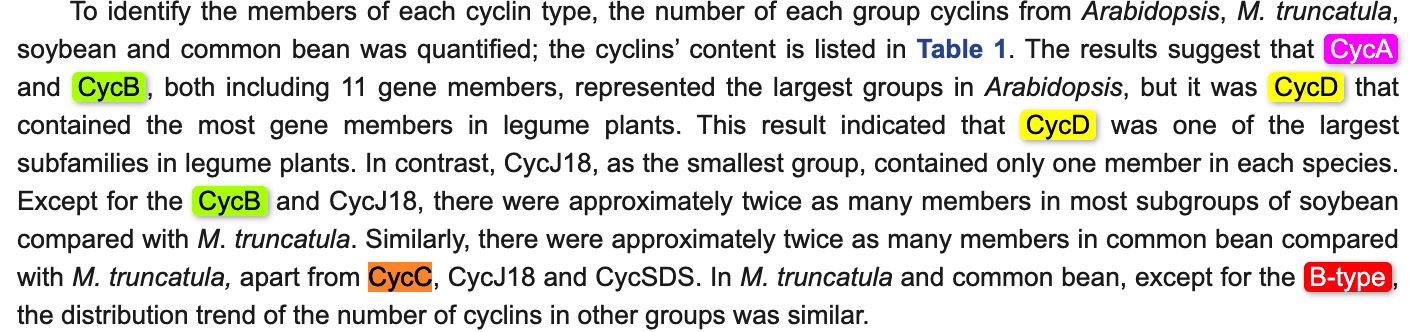 To identify the members of each cyclin type, the number of each group cyclins from Arabidopsis, M. truncatula,
soybean and common bean was quantified; the cyclins’ content is listed in Table 1. The results suggest that CycA
and CycB, both including 11 gene members, represented the largest groups in Arabidopsis, but it was CycD that
contained the most gene members in legume plants. This result indicated that CycD was one of the largest
subfamilies in legume plants. In contrast, CycJ18, as the smallest group, contained only one member in each species.
Except for the CycB and CycJ18, there were approximately twice as many members in most subgroups of soybean
compared with M. truncatula. Similarly, there were approximately twice as many members in common bean compared
with M. truncatula, apart from CycC, CycJ18 and CycSDS. In M. truncatula and common bean, except for the B-type,
the distribution trend of the number of cyclins in other groups was similar.